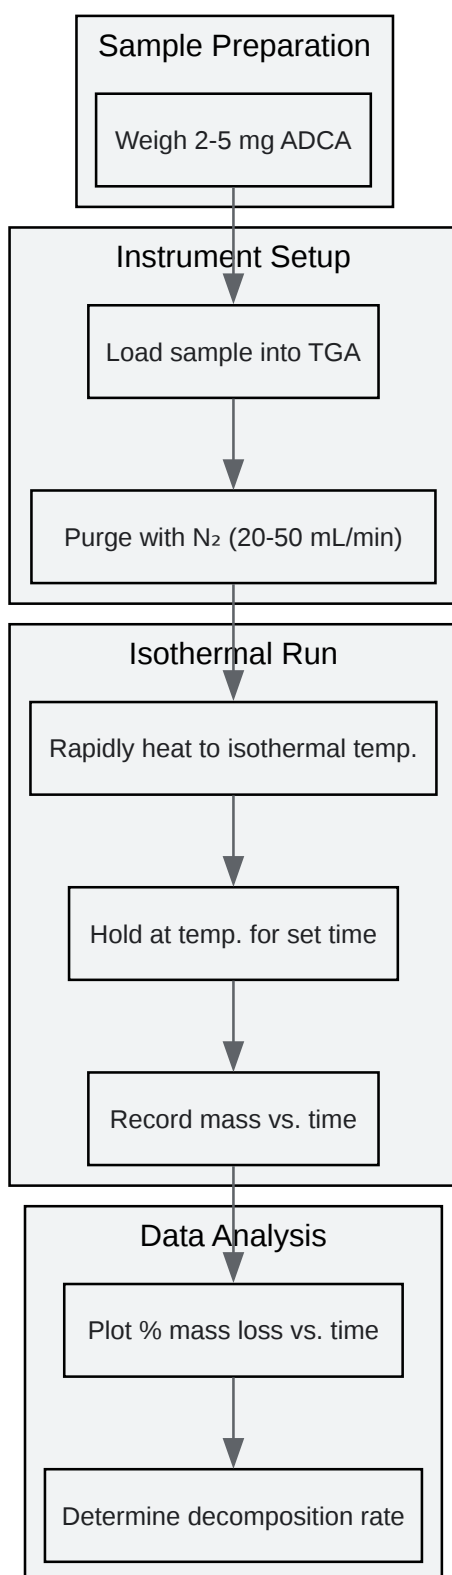 Sample Preparation
Weigh 2-5 mg ADCA
Instrument Setup
Load sample into TGA
Purge with N₂ (20-50 mL/min)
Isothermal Run
Rapidly heat to isothermal temp.
Hold at temp. for set time
Record mass vs. time
Data Analysis
Plot % mass loss vs. time
Determine decomposition rate